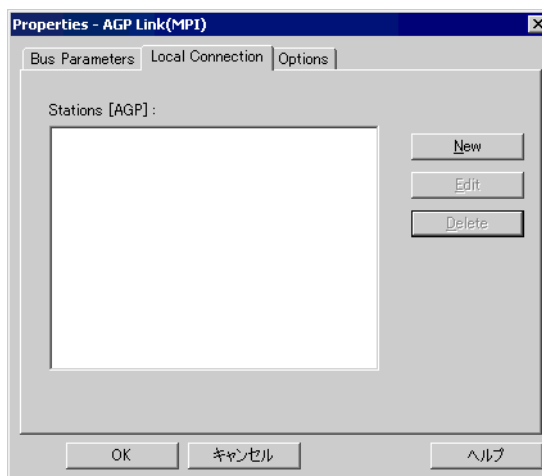 Properties - AGP Link(MPI)
Bus Parameters Local Connection Options
Stations [AGP] :
New
Edit
Delete
OK キャンセル ヘルプ